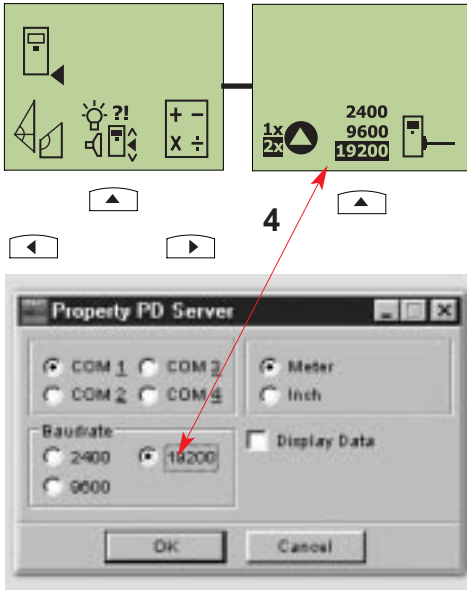 ?!
+ -
x ÷
1x
2x
2400
9600
19200
4
Property PD Server
COM 1 COM 3
COM 2 COM 4
Meter
Inch
Baudrate
2400 19200
9600
Display Data
OK Cancel